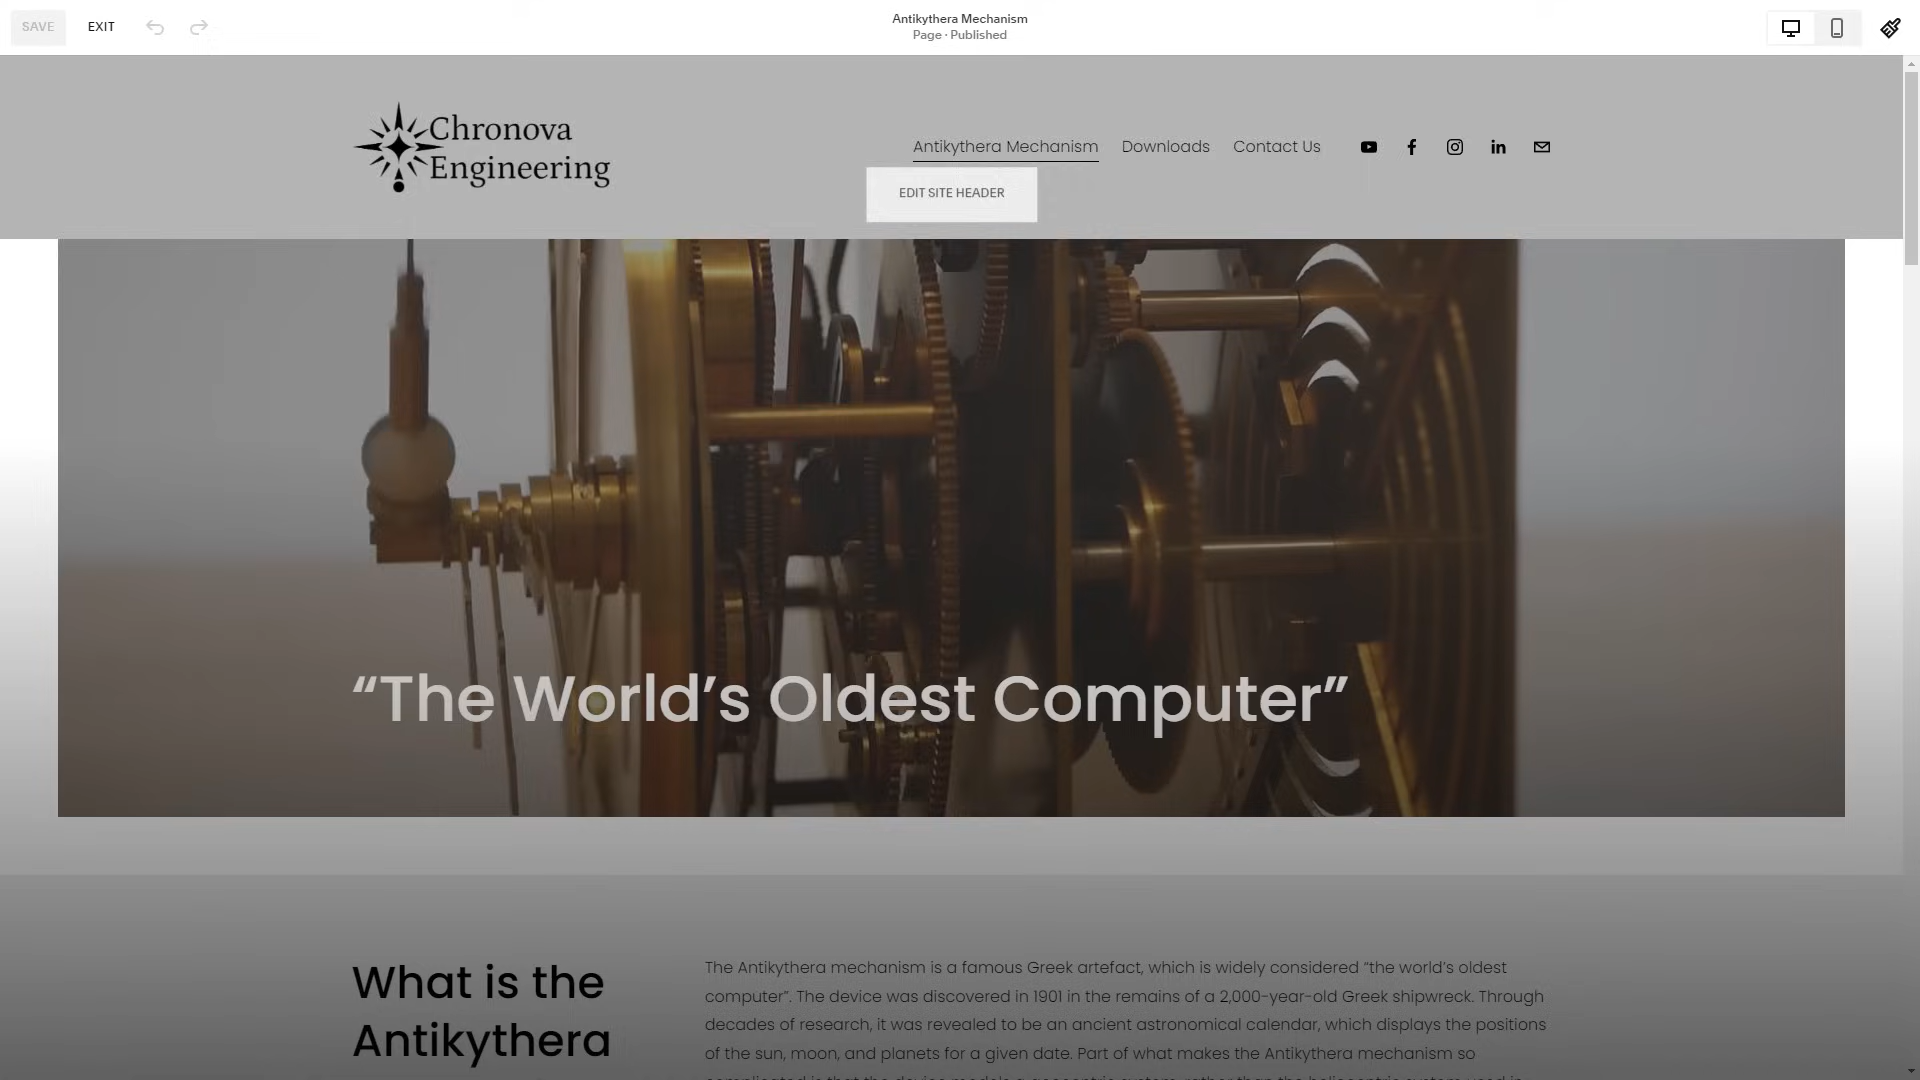 SAVE
EXIT
Antikythera Mechanism
Page · Published
Chronova
Engineering
Antikythera Mechanism
Downloads
Contact Us
EDIT SITE HEADER
“The World’s Oldest Computer”
What is the
Antikythera
The Antikythera mechanism is a famous Greek artefact, which is widely considered “the world’s oldest
computer”. The device was discovered in 1901 in the remains of a 2,000-year-old Greek shipwreck. Through
decades of research, it was revealed to be an ancient astronomical calendar, which displays the positions
of the sun, moon, and planets for a given date. Part of what makes the Antikythera mechanism so